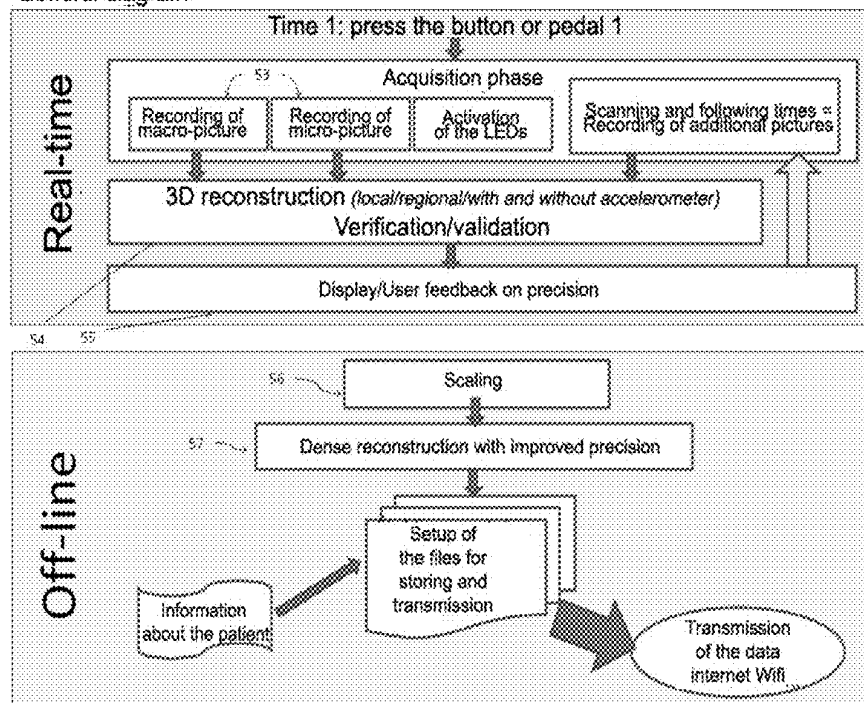 Time 1: press the button or pedal 1
Real-time
Acquisition phase
53
Recording of
macro-picture
Recording of
micro-picture
Activation
of the LEDs
Scanning and following times =
Recording of additional pictures
3D reconstruction (local/regional/with and without accelerometer)
Verification/validation
Display/User feedback on precision
54 55
Off-line
56
Scaling
57
Dense reconstruction with improved precision
Setup of
the files for
storing and
transmission
Information
about the patient
Transmission
of the data
internet Wifi
...